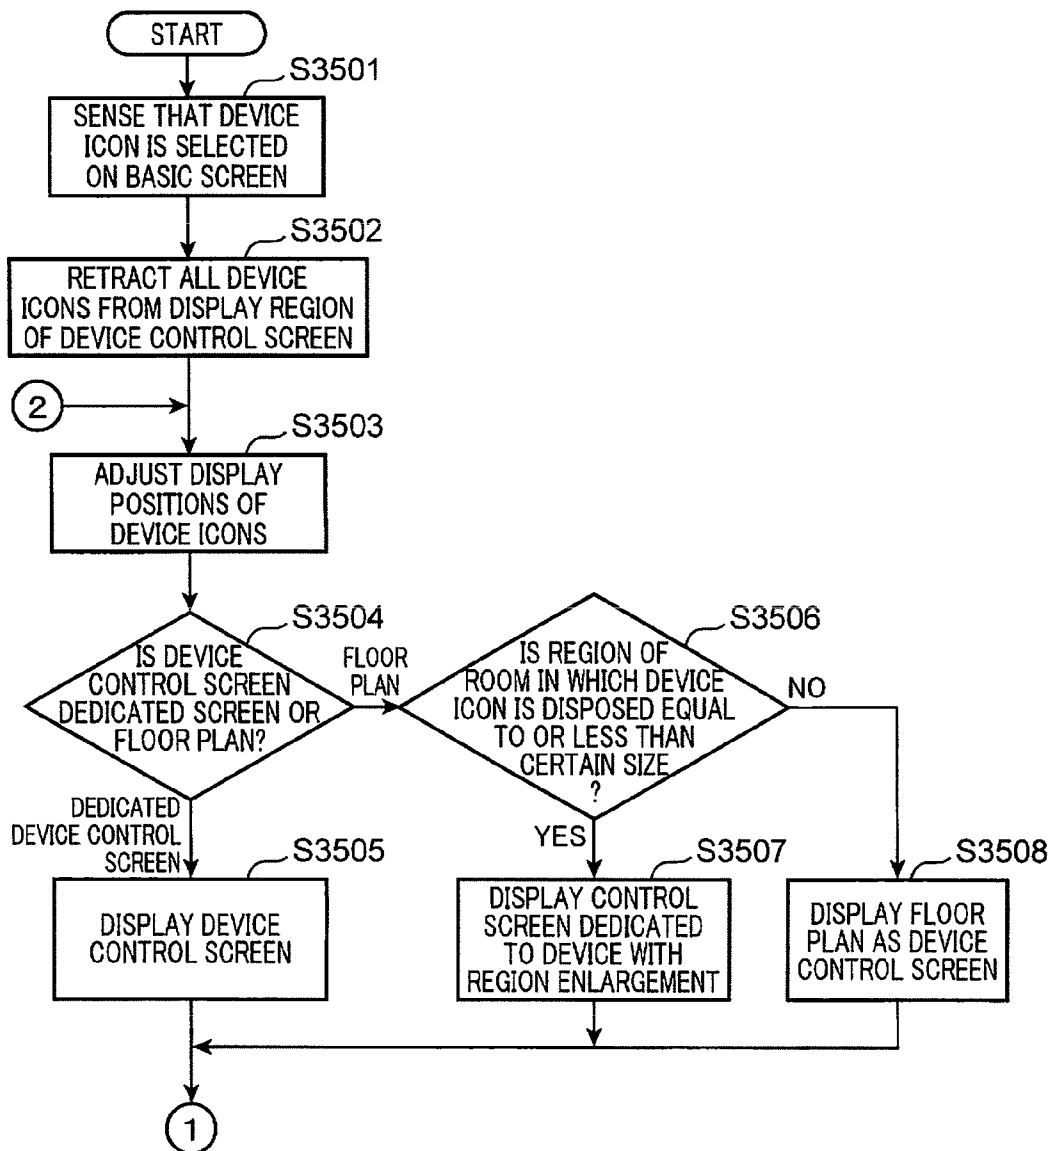 START
S3501
SENSE THAT DEVICE
ICON IS SELECTED
ON BASIC SCREEN
S3502
RETRACT ALL DEVICE
ICONS FROM DISPLAY REGION
OF DEVICE CONTROL SCREEN
2
S3503
ADJUST DISPLAY
POSITIONS OF
DEVICE ICONS
S3504
IS DEVICE
CONTROL SCREEN
DEDICATED SCREEN OR
FLOOR PLAN?
FLOOR
PLAN
S3506
IS REGION OF
ROOM IN WHICH DEVICE
ICON IS DISPOSED EQUAL
TO OR LESS THAN
CERTAIN SIZE
?
NO
DEDICATED
DEVICE CONTROL
SCREEN
YES
S3505
DISPLAY DEVICE
CONTROL SCREEN
S3507
DISPLAY CONTROL
SCREEN DEDICATED
TO DEVICE WITH
REGION ENLARGEMENT
S3508
DISPLAY FLOOR
PLAN AS DEVICE
CONTROL SCREEN
1